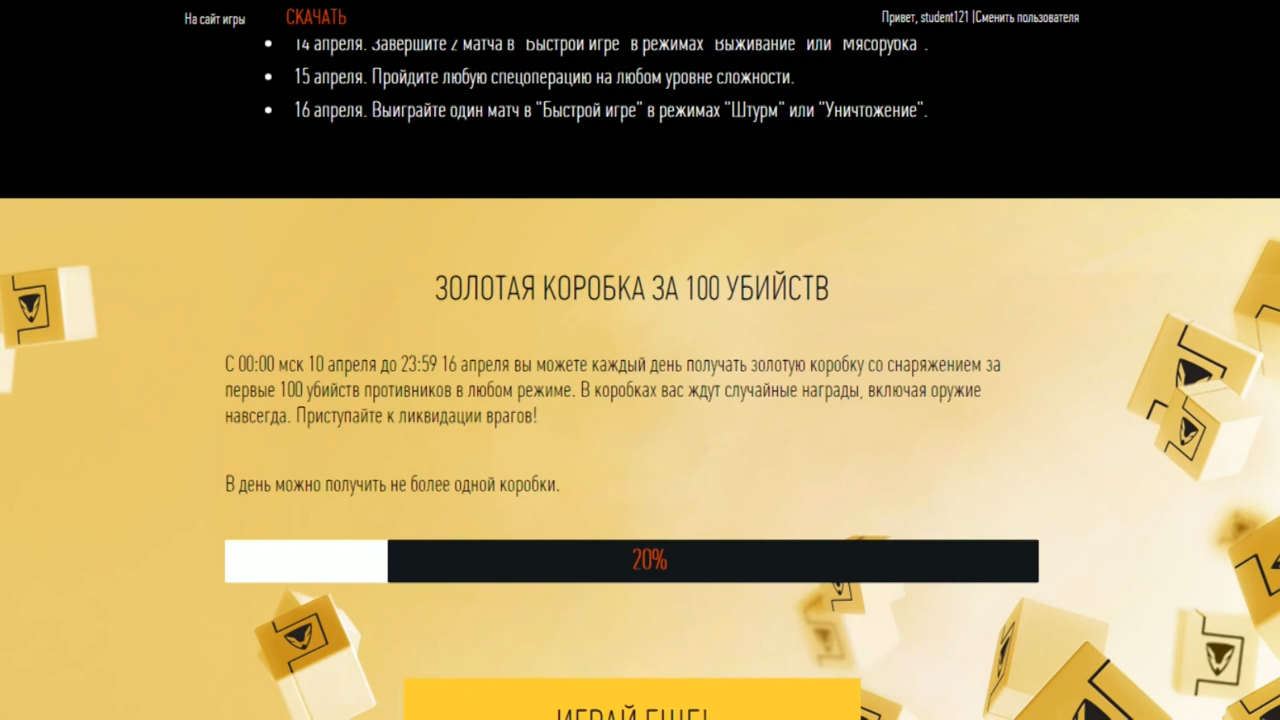 На сайт игры
СКАЧАТЬ
Привет, student121 |Сменить пользователя
14 апреля. Завершите 2 матча в "Быстрой игре" в режимах "Выживание" или "Мясорубка".
15 апреля. Пройдите любую спецоперацию на любом уровне сложности.
16 апреля. Выиграйте один матч в "Быстрой игре" в режимах "Штурм" или "Уничтожение".
ЗОЛОТАЯ КОРОБКА ЗА 100 УБИЙСТВ
С 00:00 мск 10 апреля до 23:59 16 апреля вы можете каждый день получать золотую коробку со снаряжением за
первые 100 убийств противников в любом режиме. В коробках вас ждут случайные награды, включая оружие
навсегда. Приступайте к ликвидации врагов!
В день можно получить не более одной коробки.
20%
ИГРАЙ ЕЩЕ!